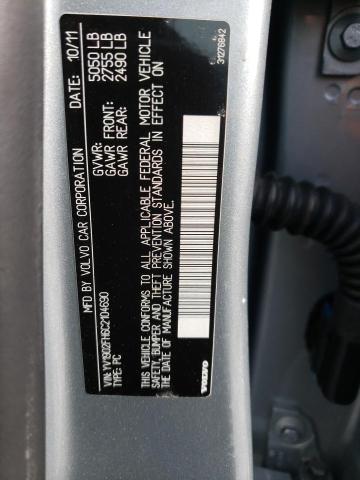 MFD BY VOLVO CAR CORPORATION DATE: 10/11
GVWR: 5050 LB
GAWR FRONT: 2755 LB
GAWR REAR: 2490 LB
VIN: YV1902FH6C2104690
TYPE: PC
THIS VEHICLE CONFORMS TO ALL APPLICABLE FEDERAL MOTOR VEHICLE
SAFETY, BUMPER AND THEFT PREVENTION STANDARDS IN EFFECT ON
THE DATE OF MANUFACTURE SHOWN ABOVE.
VOLVO
31276842